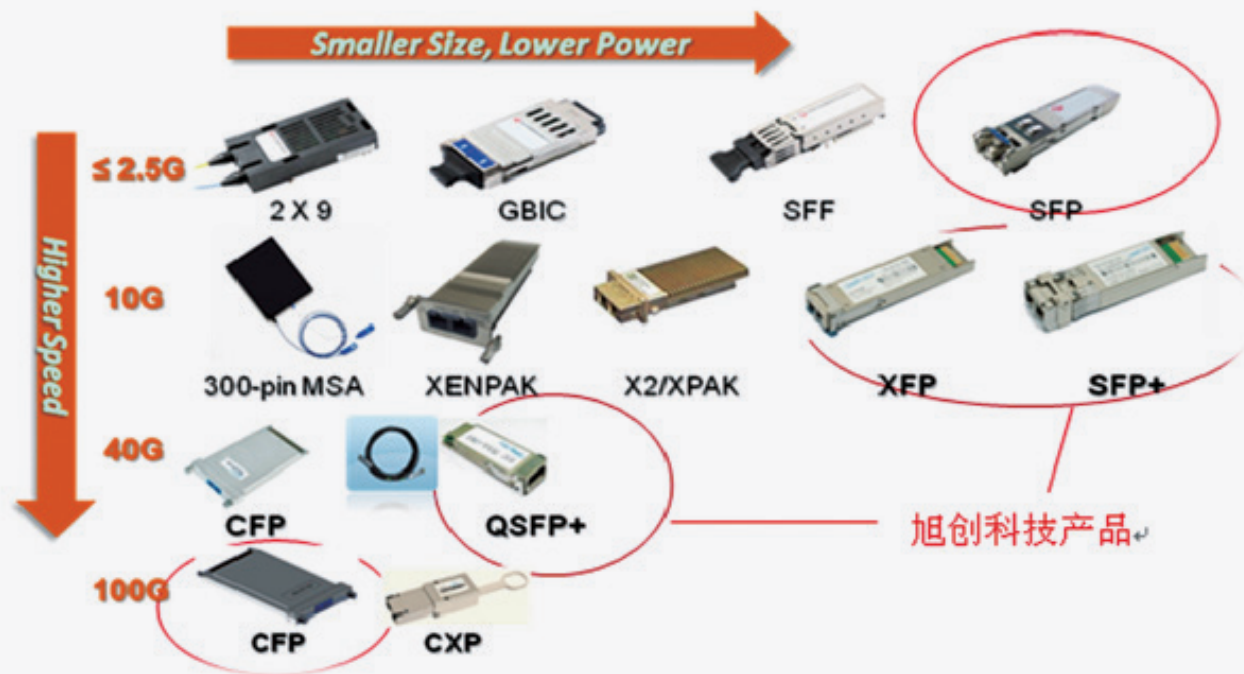 Smaller Size, Lower Power
Higher Speed
≤ 2.5G
2 X 9
GBIC
SFF
SFP
10G
300-pin MSA
XENPAK
X2/XPAK
XFP
SFP+
40G
CFP
QSFP+
旭创科技产品
100G
CFP
CXP